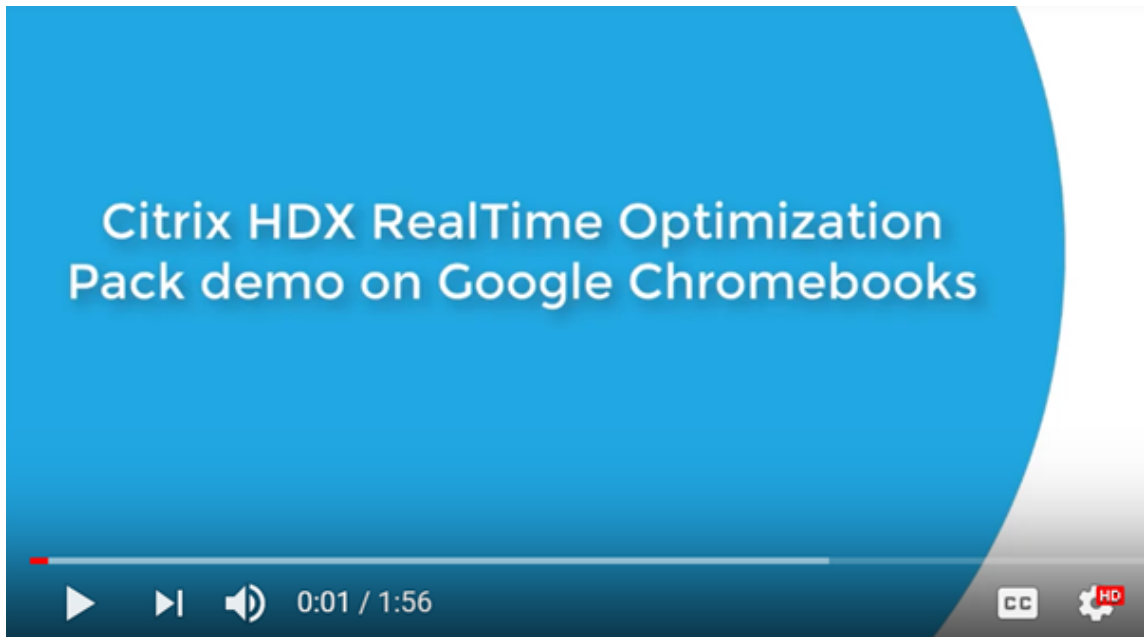 Citrix HDX RealTime Optimization
Pack demo on Google Chromebooks
0:01 / 1:56
CC
HD